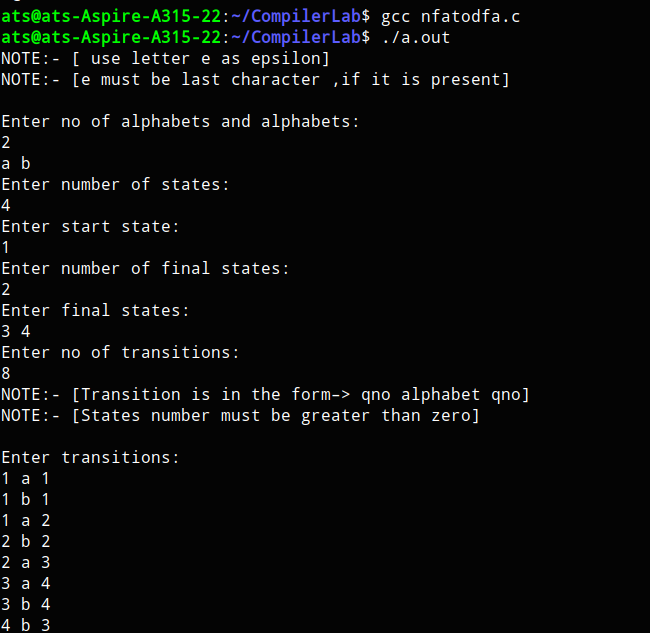 ats@ats-Aspire-A315-22:~/CompilerLab$ gcc nfatodfa.c
ats@ats-Aspire-A315-22:~/CompilerLab$ ./a.out
NOTE:- [ use letter e as epsilon]
NOTE:- [e must be last character ,if it is present]
Enter no of alphabets and alphabets:
2
a b
Enter number of states:
4
Enter start state:
1
Enter number of final states:
2
Enter final states:
3 4
Enter no of transitions:
8
NOTE:- [Transition is in the form–> qno alphabet qno]
NOTE:- [States number must be greater than zero]
Enter transitions:
1 a 1
1 b 1
1 a 2
2 b 2
2 a 3
3 a 4
3 b 4
4 b 3